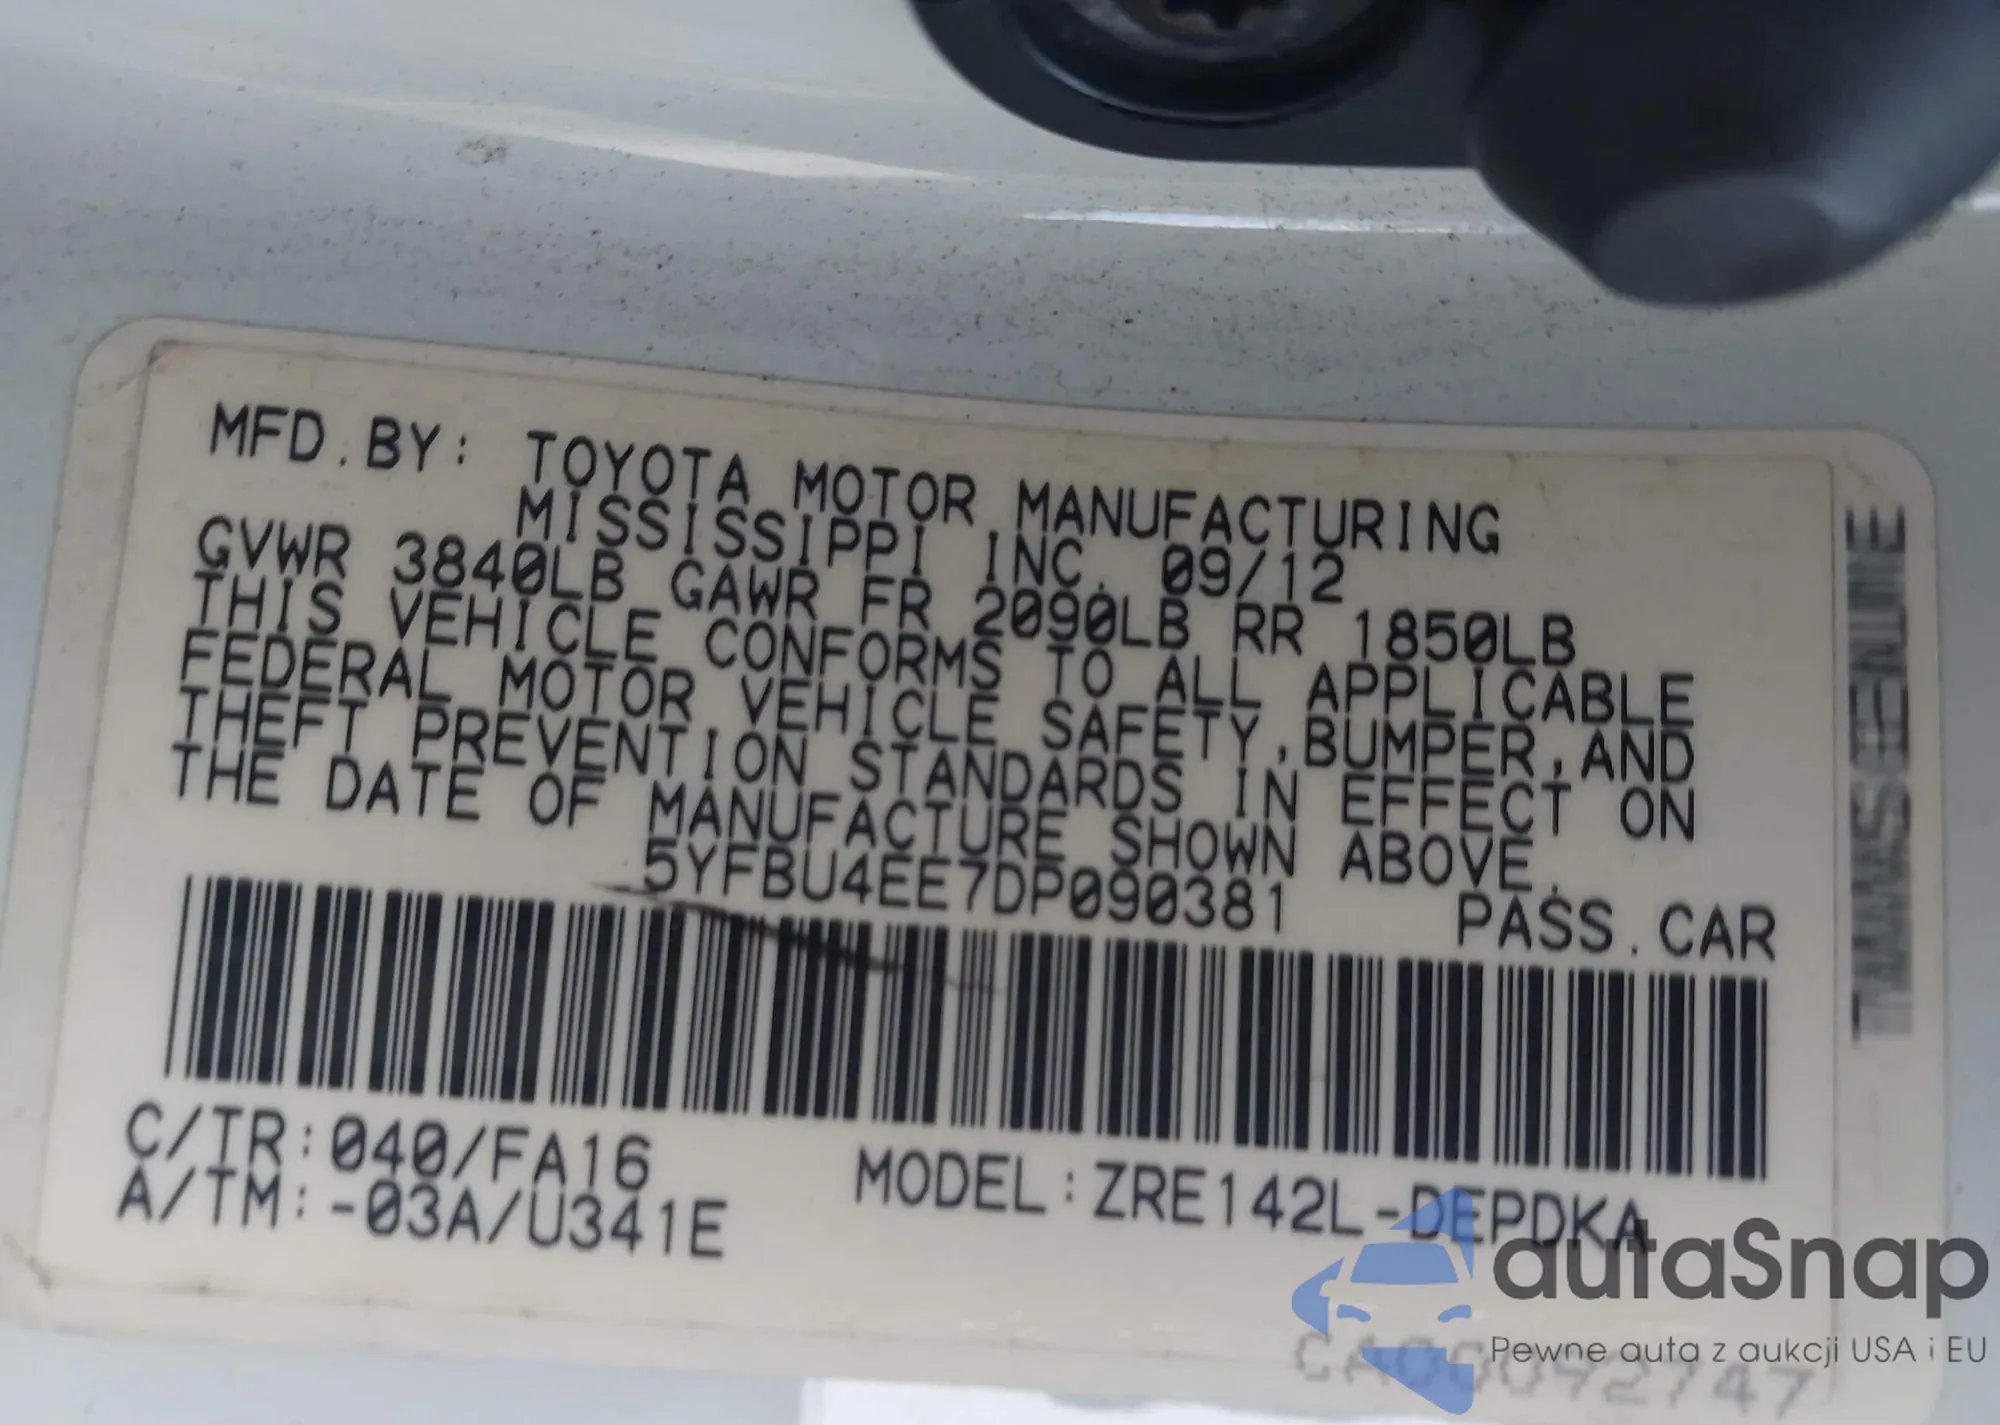 MFD.BY: TOYOTA MOTOR MANUFACTURING
MISSISSIPPI INC. 09/12
GVWR 3840LB GAWR FR 2090LB RR 1850LB
THIS VEHICLE CONFORMS TO ALL APPLICABLE
FEDERAL MOTOR VEHICLE SAFETY,BUMPER,AND
THEFT PREVENTION STANDARDS IN EFFECT ON
THE DATE OF MANUFACTURE SHOWN ABOVE.
5YFBU4EE7DP090381 PASS.CAR
C/TR:040/FA16
A/TM:-03A/U341E
MODEL:ZRE142L-DEPDKA
autaSnap
Pewne auta z aukcji USA i EU